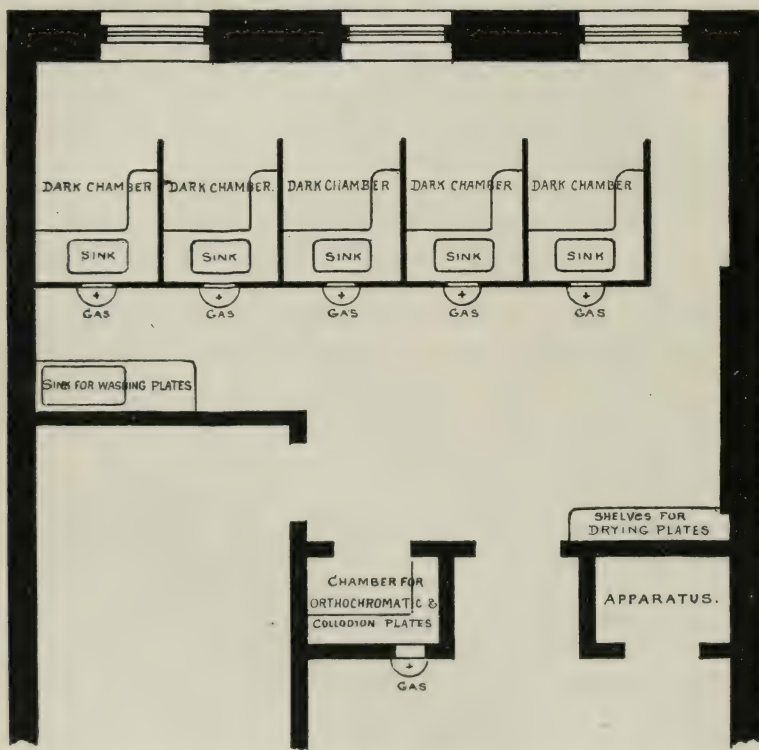 DARK CHAMBER
DARK CHAMBER.
DARK CHAMBER
DARK CHAMBER
DARK CHAMBER
SINK
SINK
SINK
SINK
SINK
GAS
GAS
GAS
GAS
GAS
SINK FOR WASHING PLATES
SHELVES FOR
DRYING PLATES
CHAMBER FOR
ORTHOCHROMATIC &
COLLODION PLATES
APPARATUS.
GAS